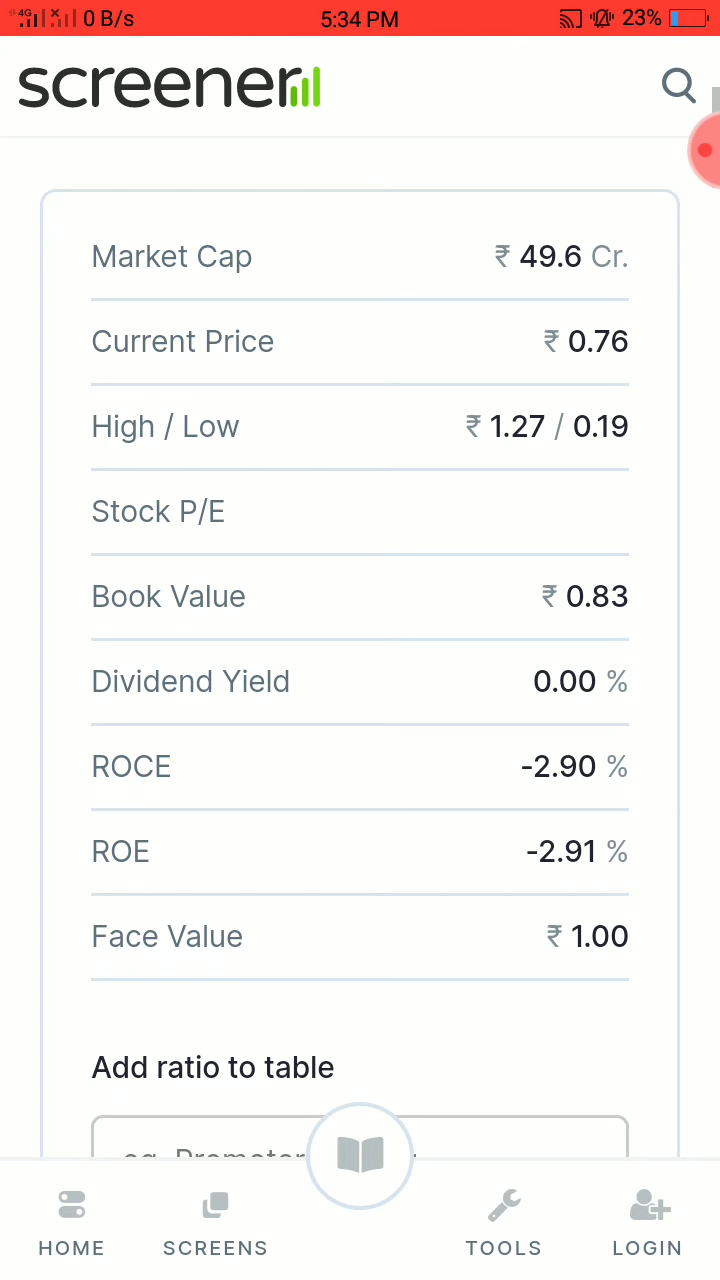 4G 0 B/s 5:34 PM 23%
screener
Market Cap ₹ 49.6 Cr.
Current Price ₹ 0.76
High / Low ₹ 1.27 / 0.19
Stock P/E
Book Value ₹ 0.83
Dividend Yield 0.00 %
ROCE -2.90 %
ROE -2.91 %
Face Value ₹ 1.00
Add ratio to table
eg. Promoter
HOME SCREENS TOOLS LOGIN